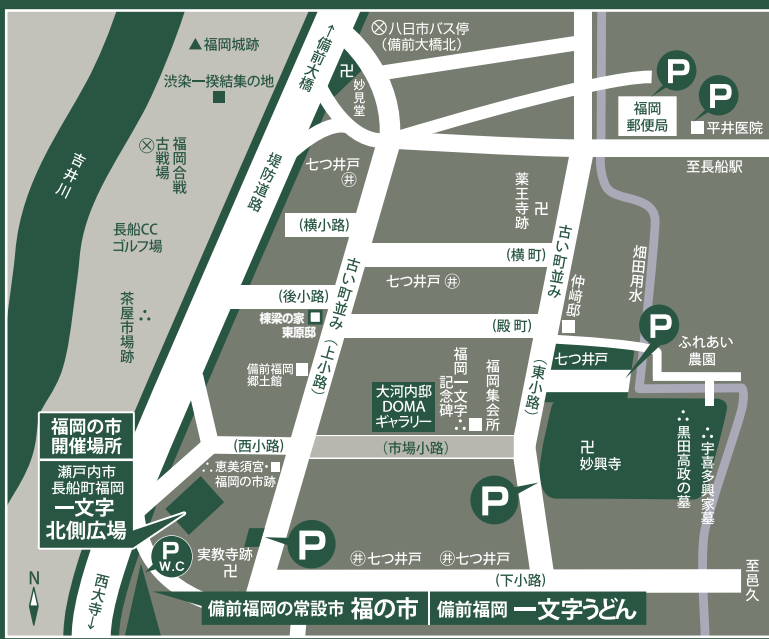 ▲福岡城跡
渋染一揆結集の地
↑備前大橋
八日市バス停
（備前大橋北）
卍
妙見堂
P
P
福岡
郵便局
平井医院
至長船駅
吉井川
福岡合戦
古戦場
堤防道路
七つ井戸
井
薬王寺跡
卍
長船CC
ゴルフ場
(横小路)
古い町並み
(上小路)
(横 町)
古い町並み
(東小路)
畑田用水
七つ井戸 井
仲﨑邸
茶屋市場跡
∴
(後小路)
棟梁の家
東原邸
(殿 町)
P
ふれあい
農園
七つ井戸
備前福岡
郷土館
大河内邸
DOMA
ギャラリー
福岡一文字
記念碑
∴
福岡集会所
福岡の市
開催場所
瀬戸内市
長船町福岡
一文字
北側広場
(西小路)
(市場小路)
∴恵美須宮・
福岡の市跡
卍
妙興寺
∴黒田高政の墓
∴宇喜多興家墓
P
P
P
W.C
実教寺跡
卍
井七つ井戸
井七つ井戸
(下小路)
至邑久
N
西大寺↓
備前福岡の常設市 福の市
備前福岡 一文字うどん